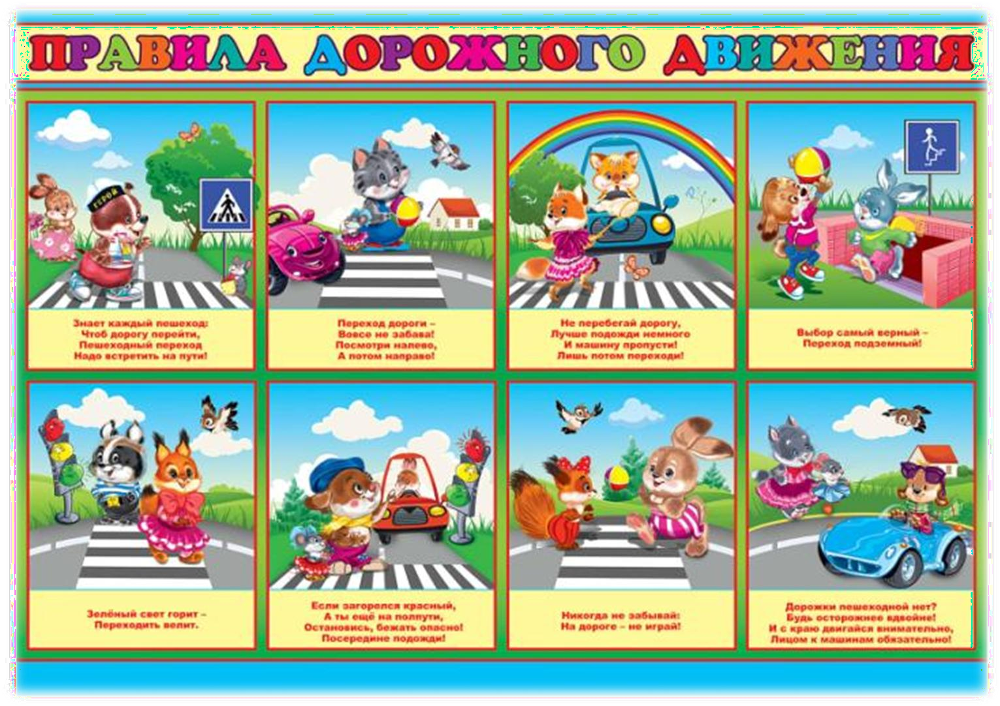 ПРАВИЛА ДОРОЖНОГО ДВИЖЕНИЯ
ГЕРОЙ
Знает каждый пешеход:
Чтоб дорогу перейти,
Пешеходный переход
Надо встретить на пути!
Переход дороги –
Вовсе не забава!
Посмотри налево,
А потом направо!
Не перебегай дорогу,
Лучше подожди немного
И машину пропусти!
Лишь потом переходи!
Выбор самый верный –
Переход подземный!
Зелёный свет горит –
Переходить велит.
Если загорелся красный,
А ты ещё на полпути,
Остановись, бежать опасно!
Посередине подожди!
Никогда не забывай:
На дороге – не играй!
Дорожки пешеходной нет?
Будь осторожнее вдвойне!
И с краю двигайся внимательно,
Лицом к машинам обязательно!